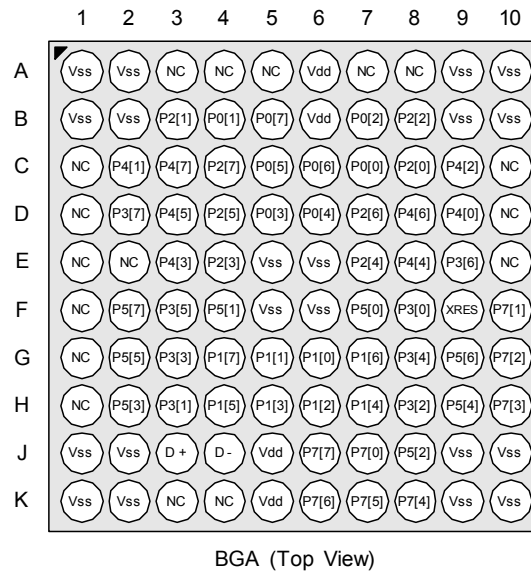 1 2 3 4 5 6 7 8 9 10
A Vss Vss NC NC NC Vdd NC NC Vss Vss
B Vss Vss P2[1] P0[1] P0[7] Vdd P0[2] P2[2] Vss Vss
C NC P4[1] P4[7] P2[7] P0[5] P0[6] P0[0] P2[0] P4[2] NC
D NC P3[7] P4[5] P2[5] P0[3] P0[4] P2[6] P4[6] P4[0] NC
E NC NC P4[3] P2[3] Vss Vss P2[4] P4[4] P3[6] NC
F NC P5[7] P3[5] P5[1] Vss Vss P5[0] P3[0] XRES P7[1]
G NC P5[5] P3[3] P1[7] P1[1] P1[0] P1[6] P3[4] P5[6] P7[2]
H NC P5[3] P3[1] P1[5] P1[3] P1[2] P1[4] P3[2] P5[4] P7[3]
J Vss Vss D + D - Vdd P7[7] P7[0] P5[2] Vss Vss
K Vss Vss NC NC Vdd P7[6] P7[5] P7[4] Vss Vss
BGA (Top View)